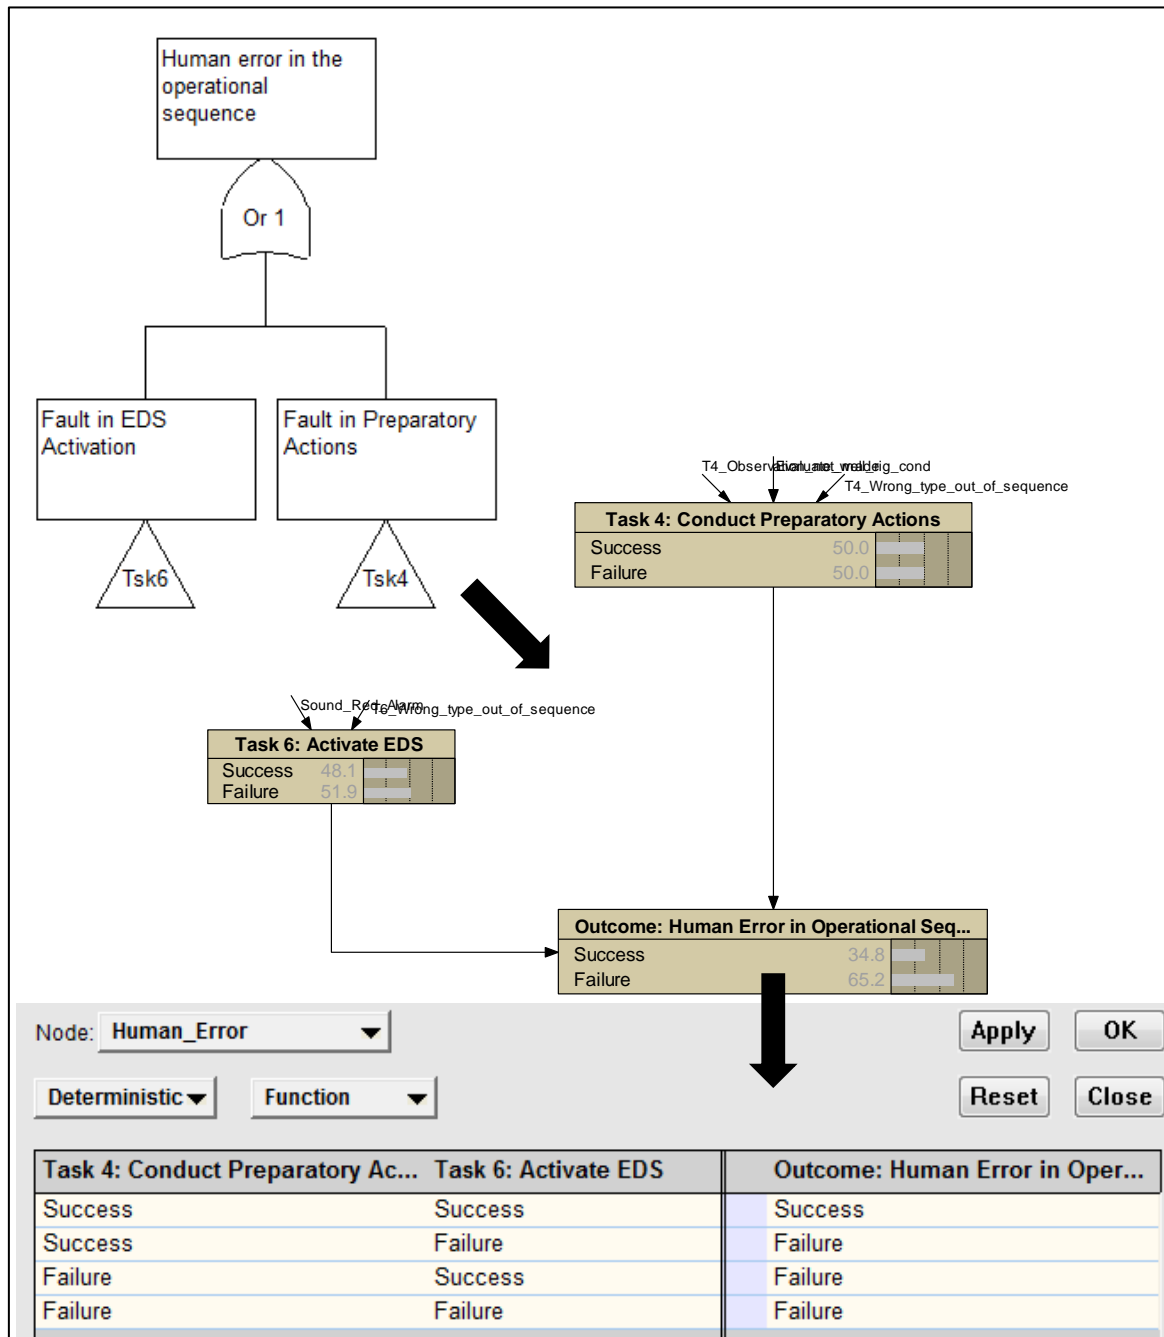 Human error in the
operational
sequence
Or 1
Fault in EDS
Activation
Fault in Preparatory
Actions
Tsk6
Tsk4
T4_Wrong_type_out_of_sequence
Task 4: Conduct Preparatory Actions
Success 50.0
Failure 50.0
Sound_Red_Alarm
T6_Wrong_type_out_of_sequence
Task 6: Activate EDS
Success 48.1
Failure 51.9
Outcome: Human Error in Operational Seq...
Success 34.8
Failure 65.2
Node: Human_Error
Apply OK
Deterministic Function
Reset Close
Task 4: Conduct Preparatory Ac... Task 6: Activate EDS Outcome: Human Error in Oper...
Success Success Success
Success Failure Failure
Failure Success Failure
Failure Failure Failure